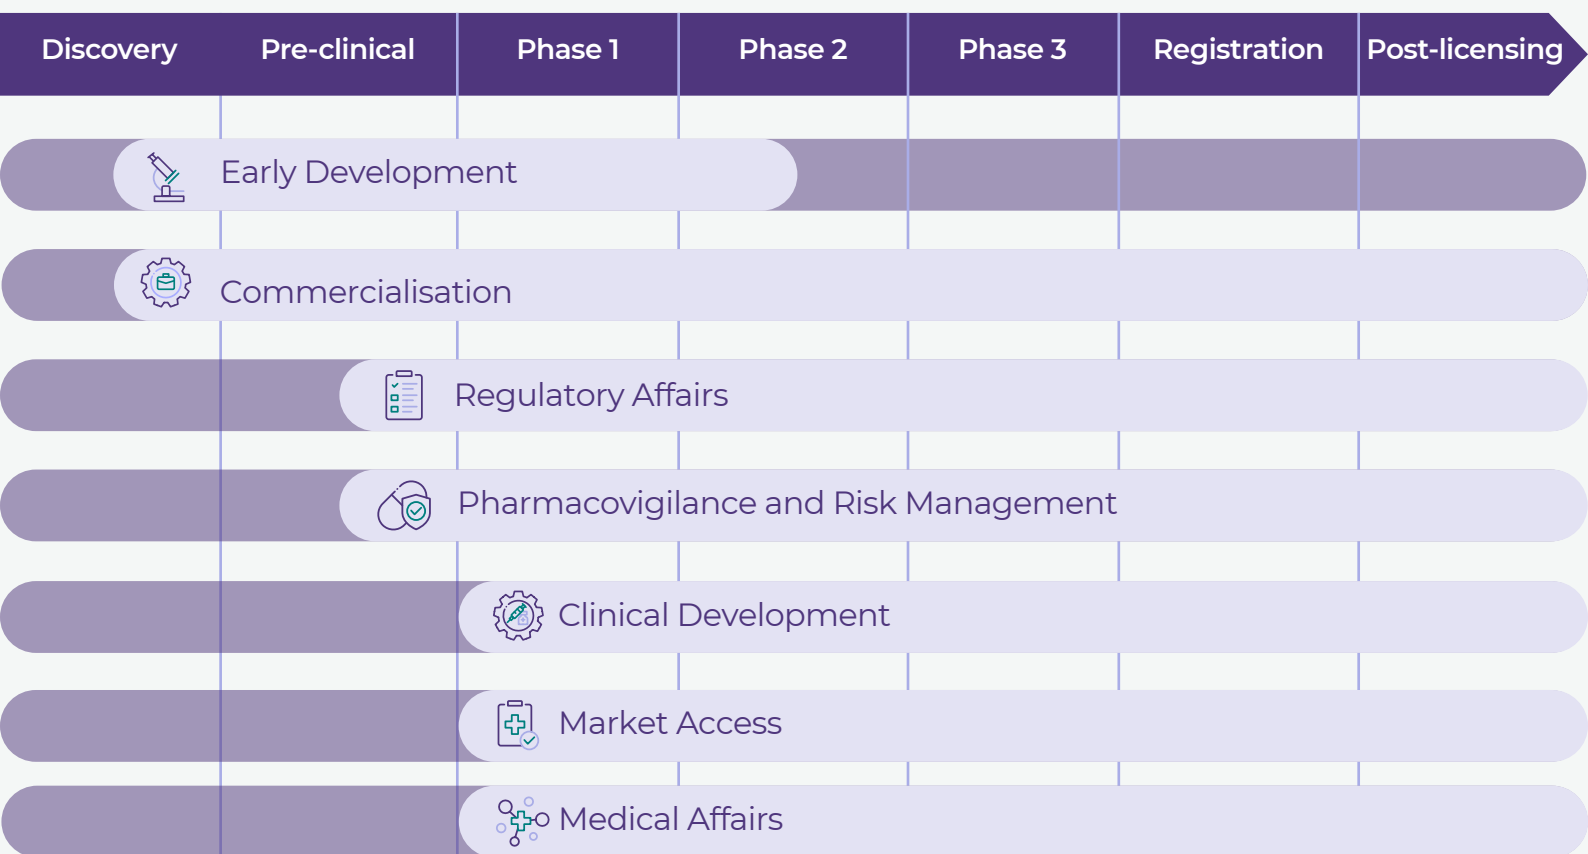 Discovery
Pre-clinical
Phase 1
Phase 2
Phase 3
Registration
Post-licensing
Early Development
Commercialisation
Regulatory Affairs
Pharmacovigilance and Risk Management
Clinical Development
Market Access
Medical Affairs